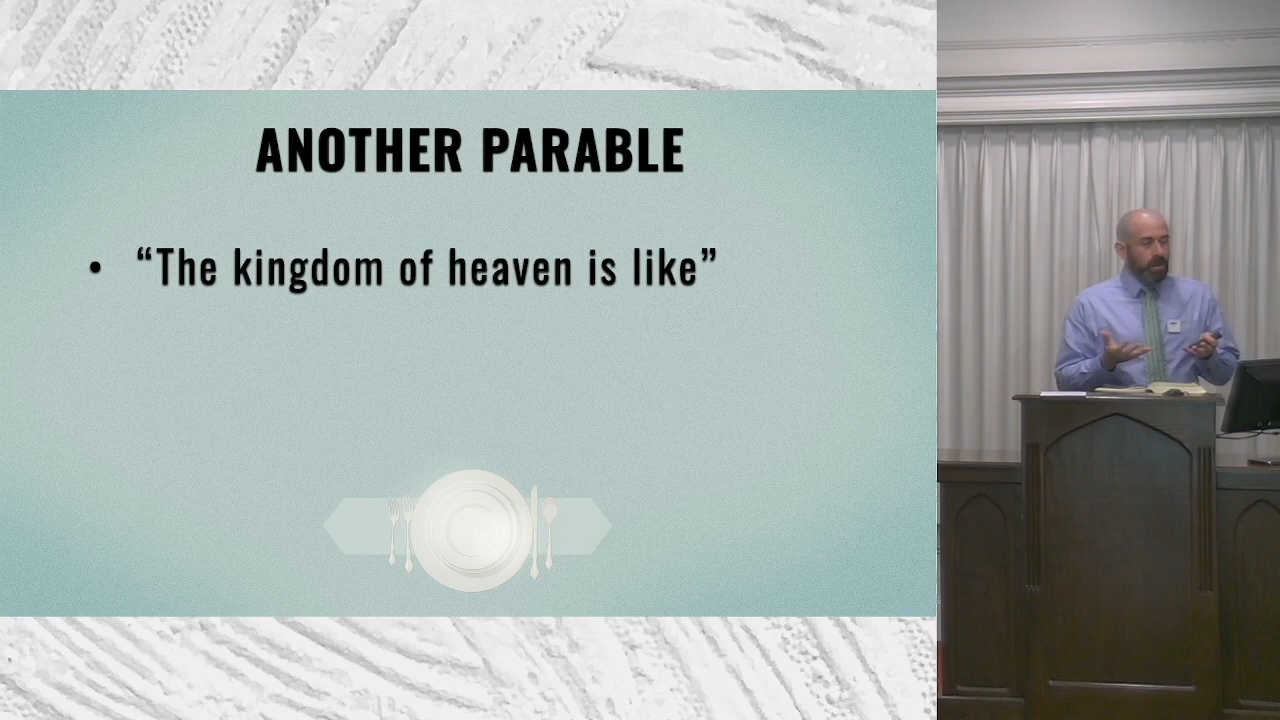 ANOTHER PARABLE
• “The kingdom of heaven is like”